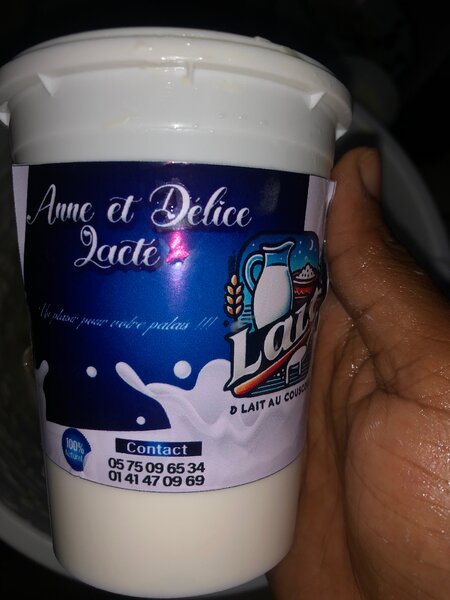 Anne et Délice
Lacté
Un plaisir pour votre palais !!!
Lait
& LAIT AU COUSCOUS
100%
Naturel
Contact
05 75 09 65 34
01 41 47 09 69